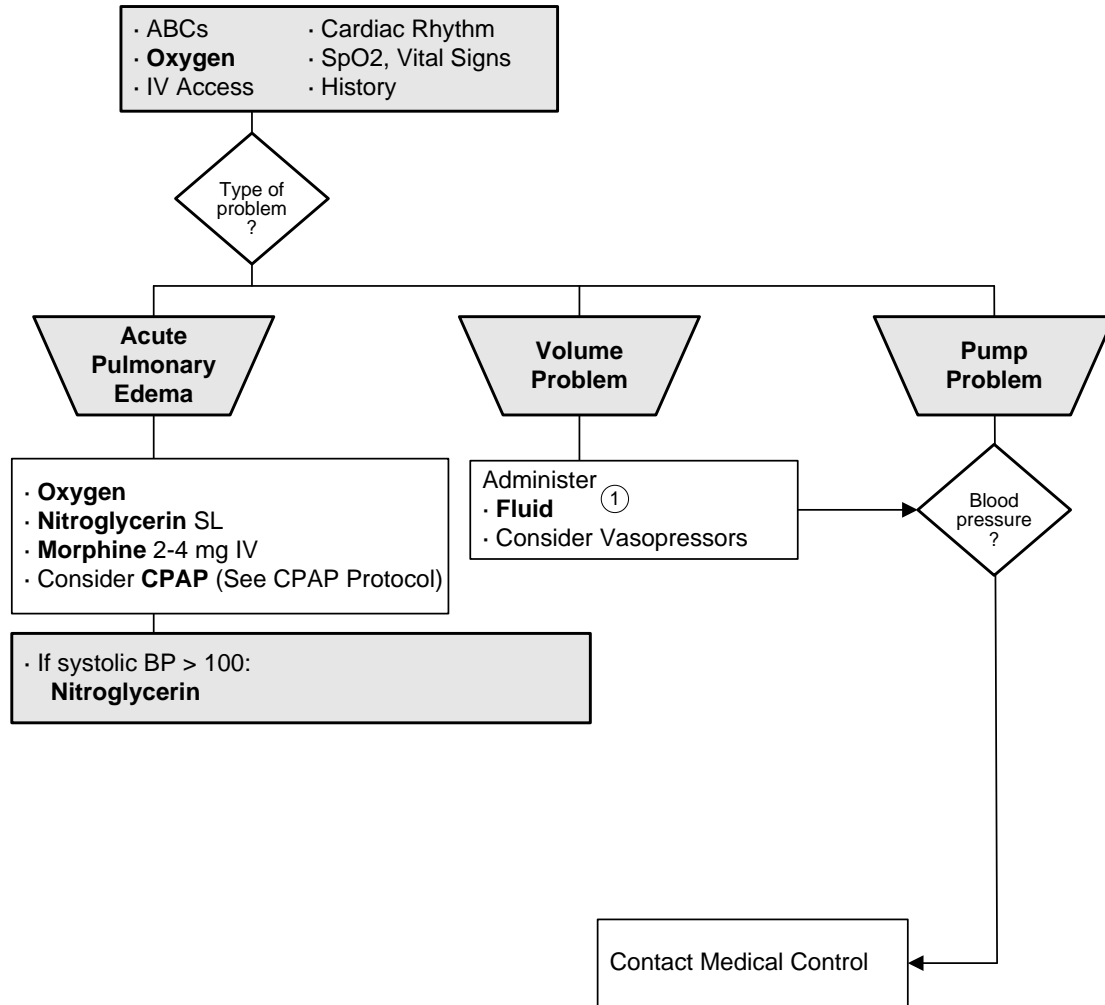 · ABCs
· Oxygen
· IV Access
· Cardiac Rhythm
· SpO2, Vital Signs
· History
Type of
problem
?
Acute
Pulmonary
Edema
Volume
Problem
Pump
Problem
· Oxygen
· Nitroglycerin SL
· Morphine 2-4 mg IV
· Consider CPAP (See CPAP Protocol)
Administer
· Fluid 1
· Consider Vasopressors
Blood
pressure
?
· If systolic BP > 100:
Nitroglycerin
Contact Medical Control